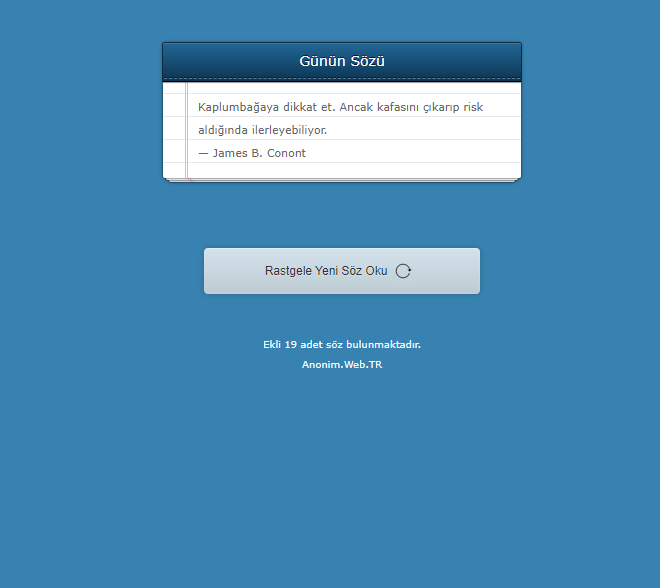 Günün Sözü
Kaplumbağaya dikkat et. Ancak kafasını çıkarıp risk
aldığında ilerleyebiliyor.
— James B. Conont
Rastgele Yeni Söz Oku
Ekli 19 adet söz bulunmaktadır.
Anonim.Web.TR